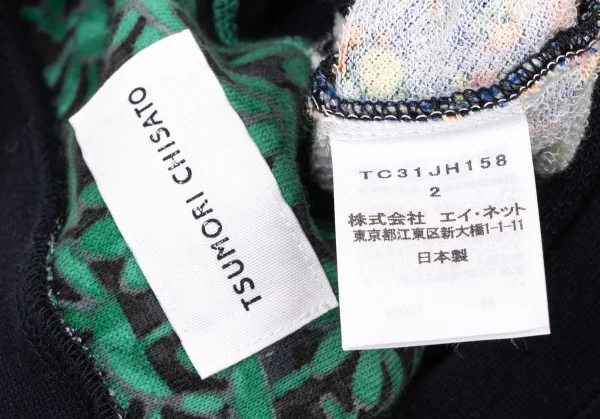 TSUMORI CHISATO
TC31JH158
2
株式会社 エイ・ネット
東京都江東区新大橋1-1-11
日本製